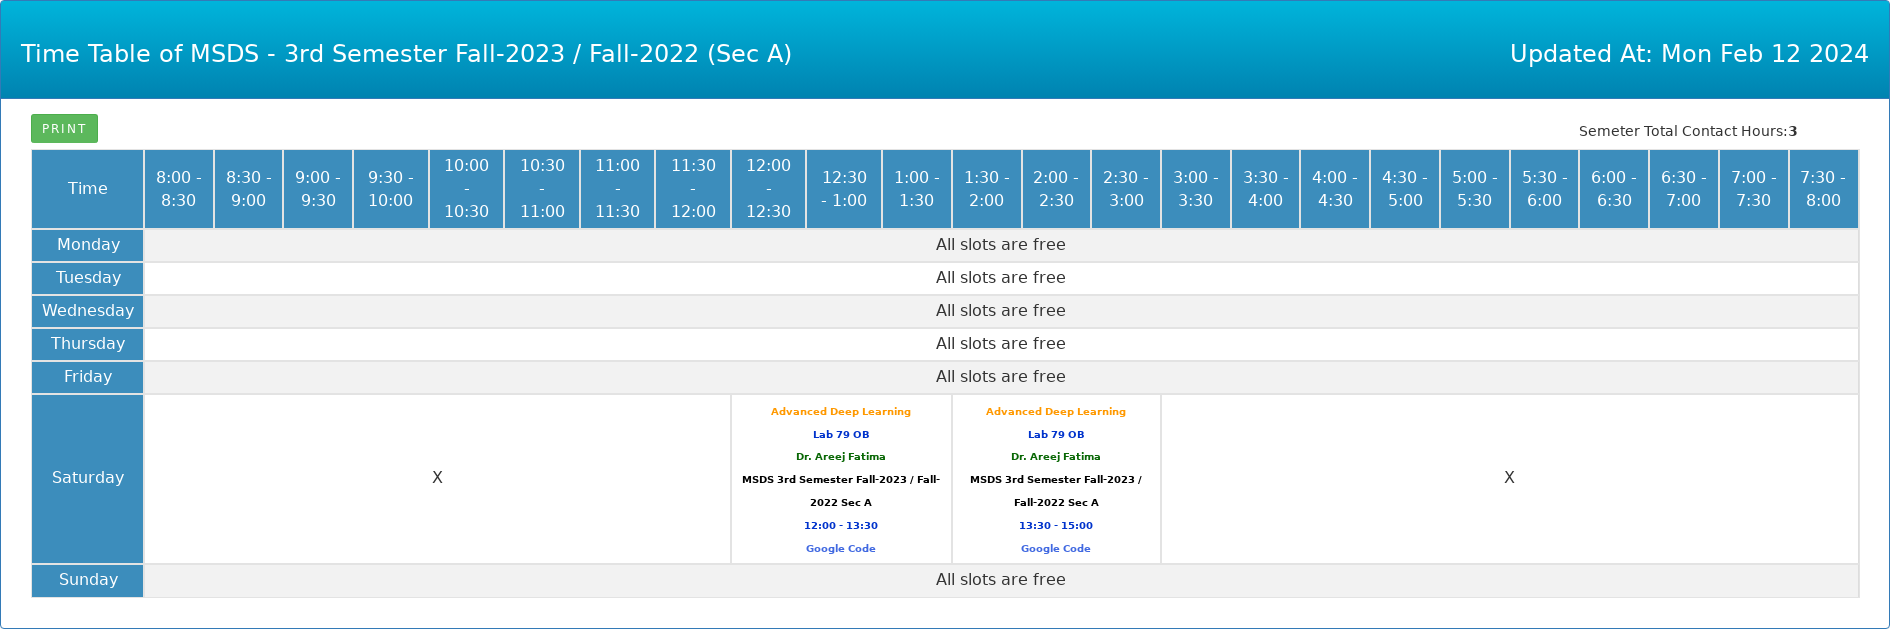 Time Table of MSDS - 3rd Semester Fall-2023 / Fall-2022 (Sec A)
Updated At: Mon Feb 12 2024
PRINT
Semeter Total Contact Hours:3
Time
8:00 -
8:30
8:30 -
9:00
9:00 -
9:30
9:30 -
10:00
10:00
-
10:30
10:30
-
11:00
11:00
-
11:30
11:30
-
12:00
12:00
-
12:30
12:30
- 1:00
1:00 -
1:30
1:30 -
2:00
2:00 -
2:30
2:30 -
3:00
3:00 -
3:30
3:30 -
4:00
4:00 -
4:30
4:30 -
5:00
5:00 -
5:30
5:30 -
6:00
6:00 -
6:30
6:30 -
7:00
7:00 -
7:30
7:30 -
8:00
Monday
All slots are free
Tuesday
All slots are free
Wednesday
All slots are free
Thursday
All slots are free
Friday
All slots are free
Saturday
X
Advanced Deep Learning
Lab 79 OB
Dr. Areej Fatima
MSDS 3rd Semester Fall-2023 / Fall-
2022 Sec A
12:00 - 13:30
Google Code
Advanced Deep Learning
Lab 79 OB
Dr. Areej Fatima
MSDS 3rd Semester Fall-2023 /
Fall-2022 Sec A
13:30 - 15:00
Google Code
X
Sunday
All slots are free